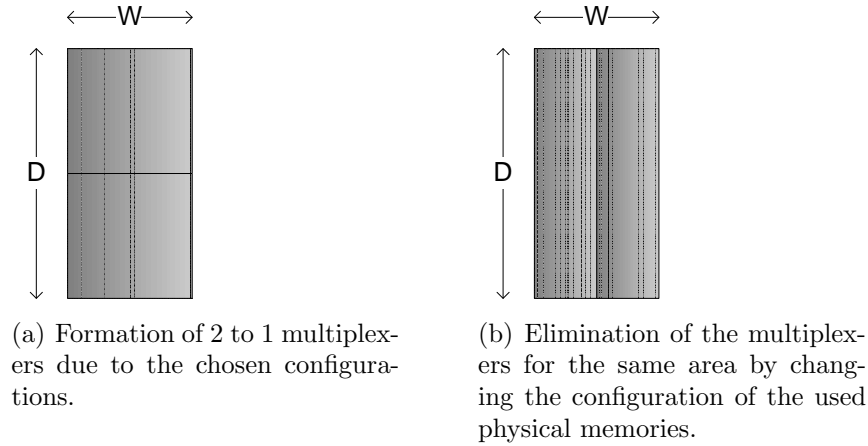 W
D
(a) Formation of 2 to 1 multiplex-
ers due to the chosen configura-
tions.
W
D
(b) Elimination of the multiplex-
ers for the same area by chang-
ing the configuration of the used
physical memories.